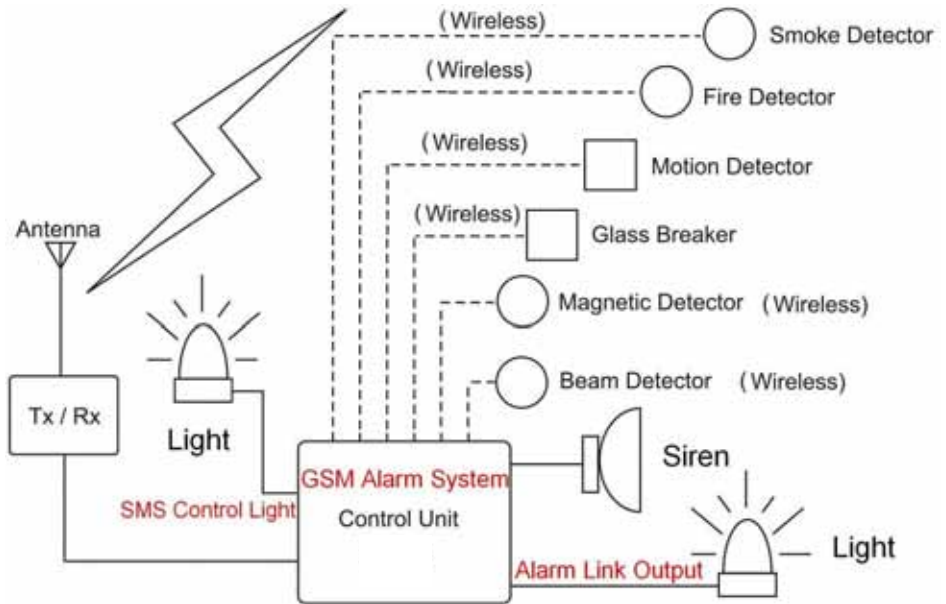 (Wireless)
Smoke Detector
(Wireless)
Fire Detector
(Wireless)
Motion Detector
(Wireless)
Glass Breaker
Antenna
Magnetic Detector (Wireless)
Beam Detector (Wireless)
Tx / Rx
Light
Siren
GSM Alarm System
Control Unit
SMS Control Light
Alarm Link Output
Light